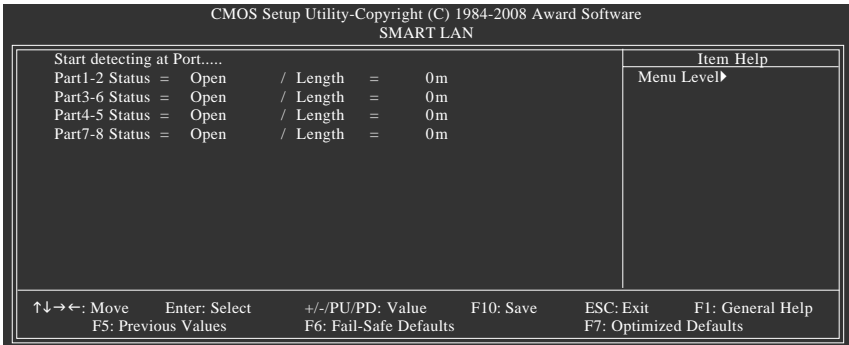 CMOS Setup Utility-Copyright (C) 1984-2008 Award Software
SMART LAN
Start detecting at Port.....
Part1-2 Status = Open / Length = 0m
Part3-6 Status = Open / Length = 0m
Part4-5 Status = Open / Length = 0m
Part7-8 Status = Open / Length = 0m
Item Help
Menu Level▶
↑↓→←: Move Enter: Select +/-/PU/PD: Value F10: Save ESC: Exit F1: General Help
F5: Previous Values F6: Fail-Safe Defaults F7: Optimized Defaults